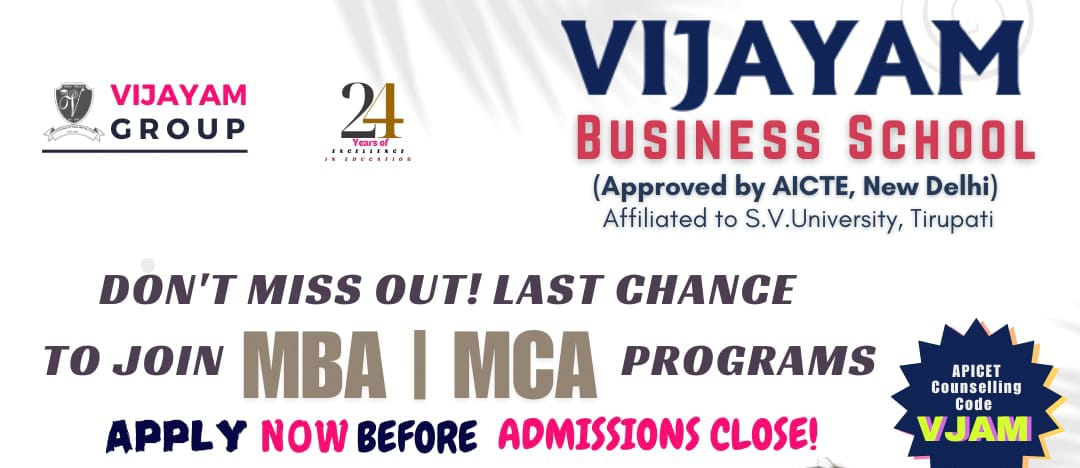 VIJAYAM
GROUP
24
Years of
EXCELLENCE
IN EDUCATION
VIJAYAM
BUSINESS SCHOOL
(Approved by AICTE, New Delhi)
Affiliated to S.V.University, Tirupati
DON'T MISS OUT! LAST CHANCE
TO JOIN MBA | MCA PROGRAMS
APPLY NOW BEFORE ADMISSIONS CLOSE!
APICET
Counselling
Code
VJAM